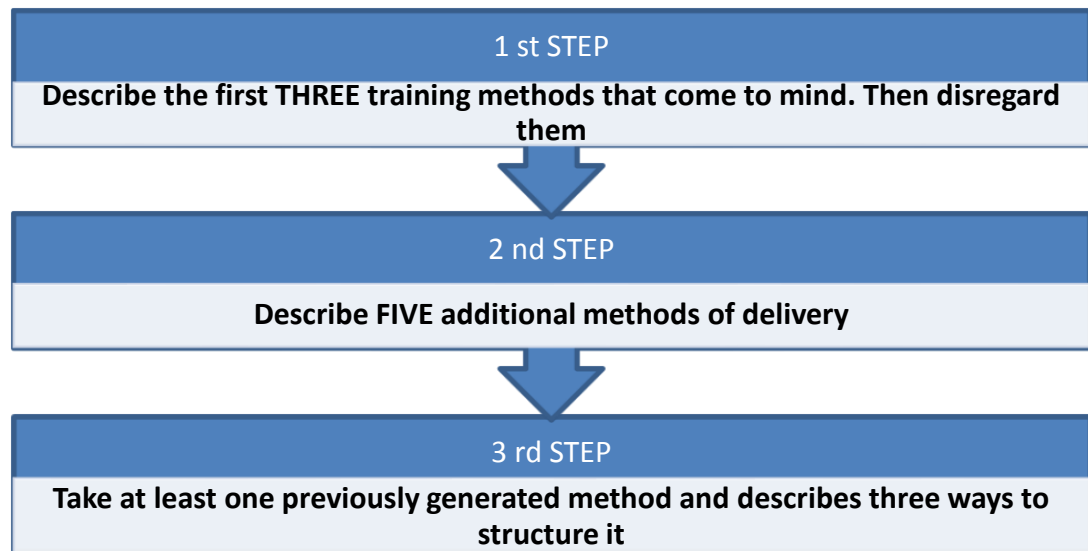 1 st STEP
Describe the first THREE training methods that come to mind. Then disregard
them
2 nd STEP
Describe FIVE additional methods of delivery
3 rd STEP
Take at least one previously generated method and describes three ways to
structure it